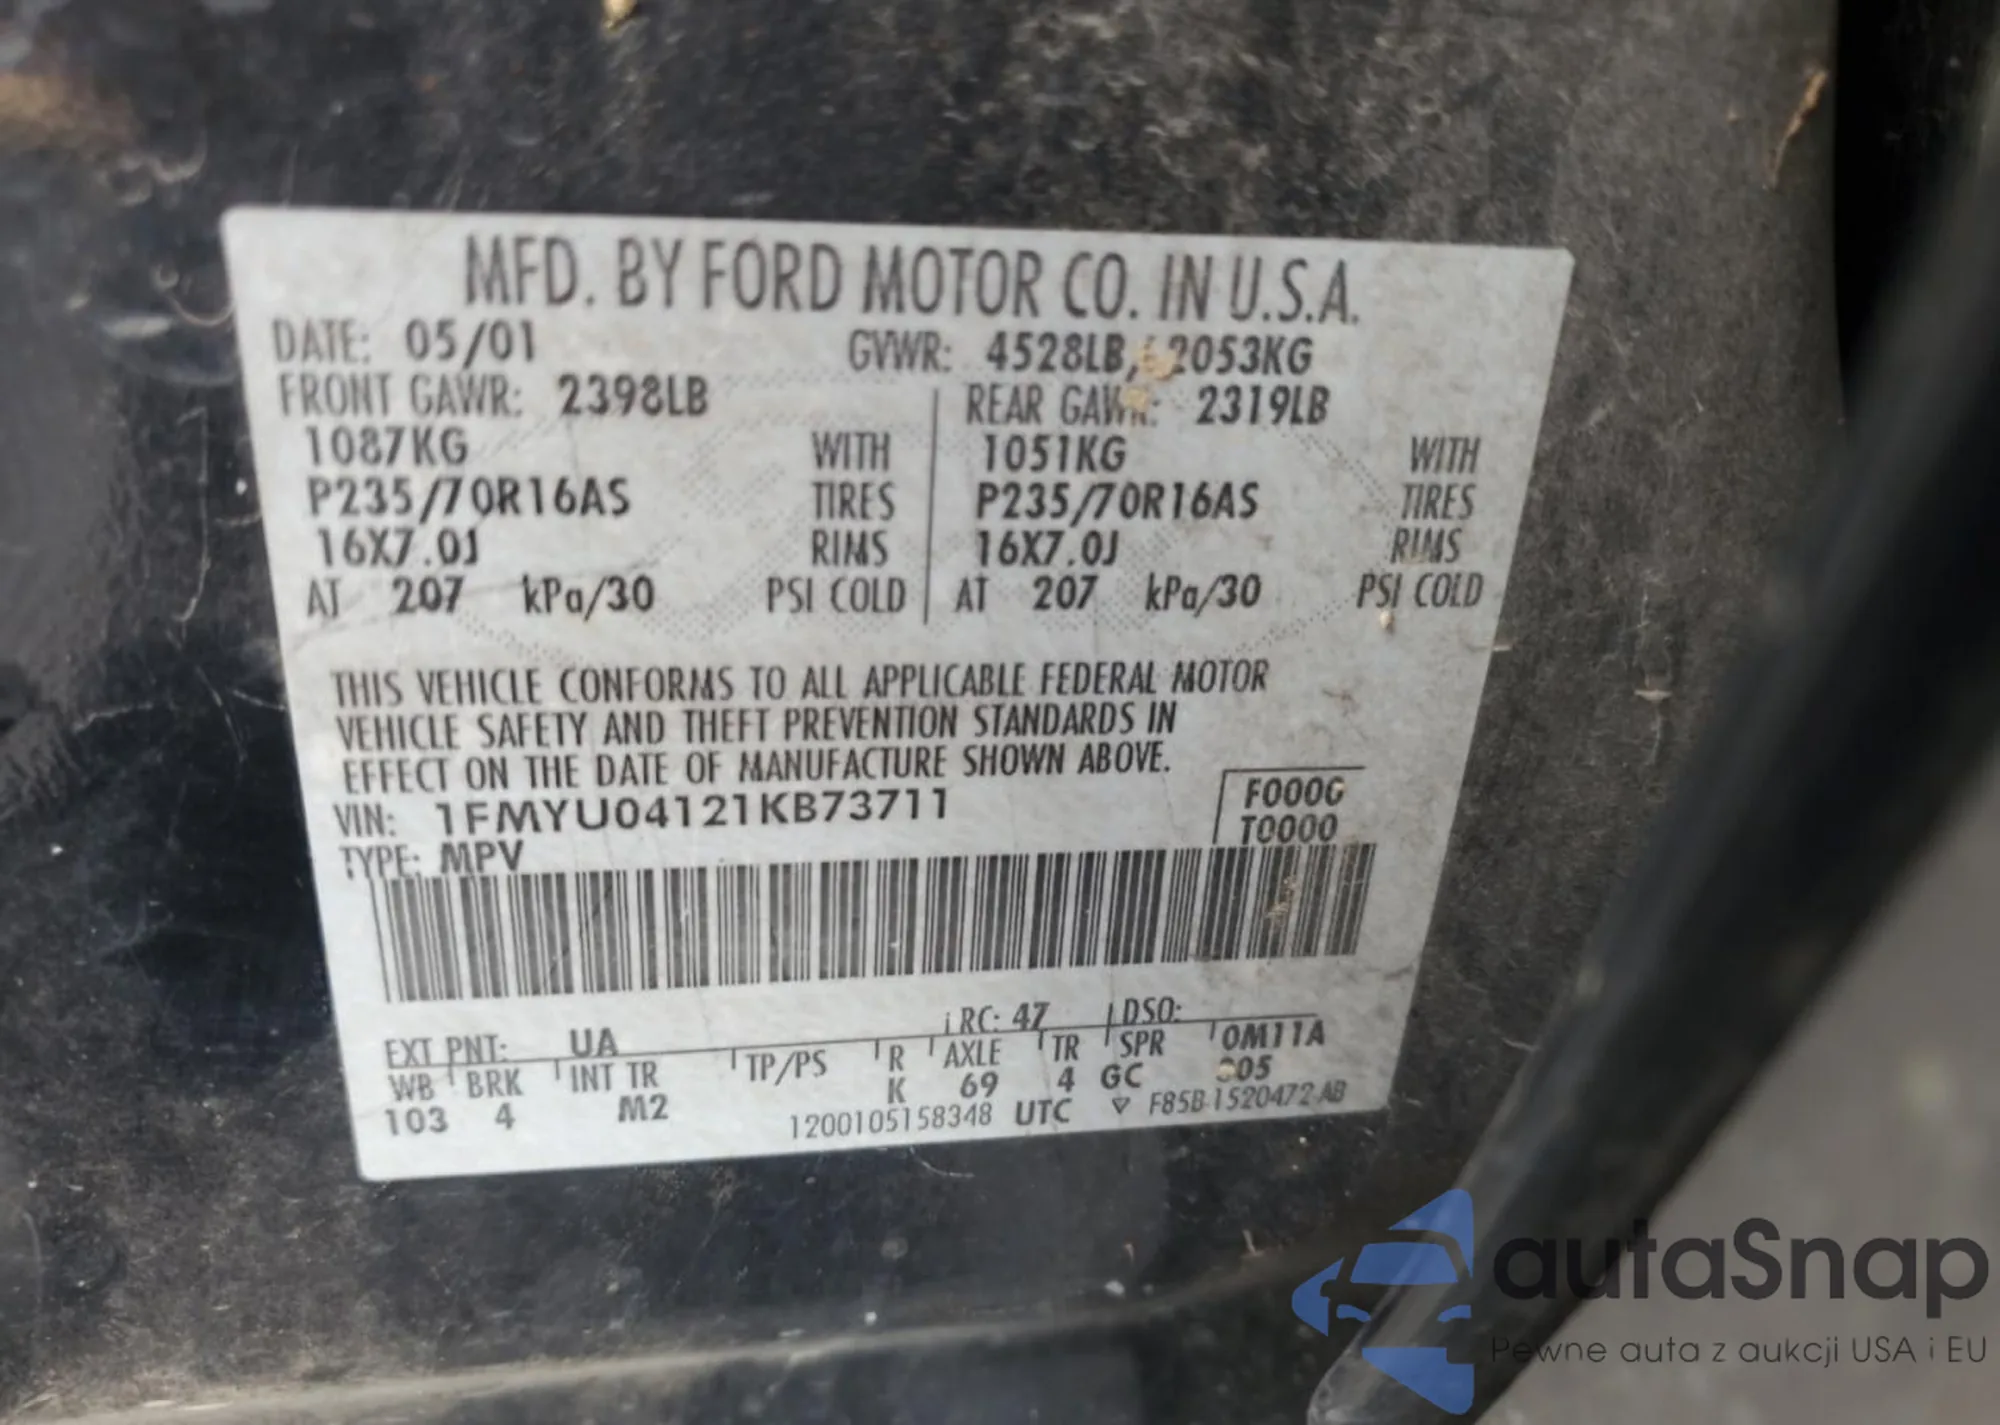 MFD. BY FORD MOTOR CO. IN U.S.A.
DATE: 05/01 GVWR: 4528LB, 2053KG
FRONT GAWR: 2398LB REAR GAWR: 2319LB
1087KG WITH 1051KG WITH
P235/70R16AS TIRES P235/70R16AS TIRES
16X7.0J RIMS 16X7.0J RIMS
AT 207 kPa/30 PSI COLD AT 207 kPa/30 PSI COLD
THIS VEHICLE CONFORMS TO ALL APPLICABLE FEDERAL MOTOR
VEHICLE SAFETY AND THEFT PREVENTION STANDARDS IN
EFFECT ON THE DATE OF MANUFACTURE SHOWN ABOVE.
VIN: 1FMYU04121KB73711 F000G
TYPE: MPV T0000
EXT PNT: UA RC: 47 DSO:
WB BRK INT TR TP/PS R AXLE TR SPR 0M11A
103 4 M2 K 69 4 GC
1200105158348 UTC ▽ F85B-1520472-AB
autaSnap
Pewne auta z aukcji USA i EU